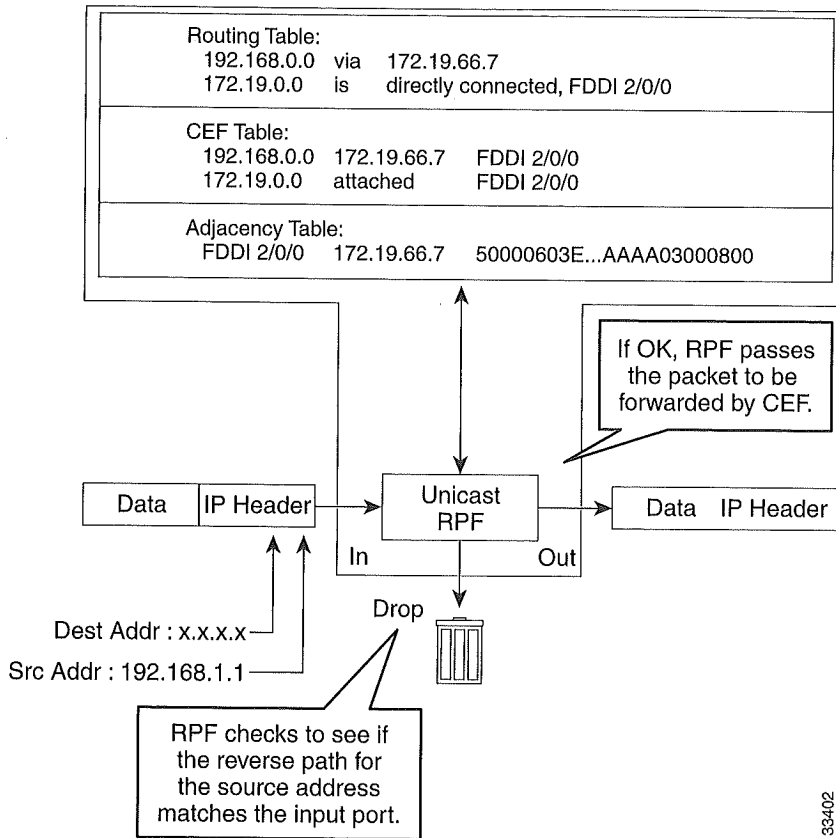 Routing Table:
192.168.0.0 via 172.19.66.7
172.19.0.0 is directly connected, FDDI 2/0/0
CEF Table:
192.168.0.0 172.19.66.7 FDDI 2/0/0
172.19.0.0 attached FDDI 2/0/0
Adjacency Table:
FDDI 2/0/0 172.19.66.7 50000603E...AAAA03000800
If OK, RPF passes
the packet to be
forwarded by CEF.
Data IP Header
Unicast
RPF
Data IP Header
In
Out
Drop
Dest Addr : x.x.x.x
Src Addr : 192.168.1.1
RPF checks to see if
the reverse path for
the source address
matches the input port.
33402